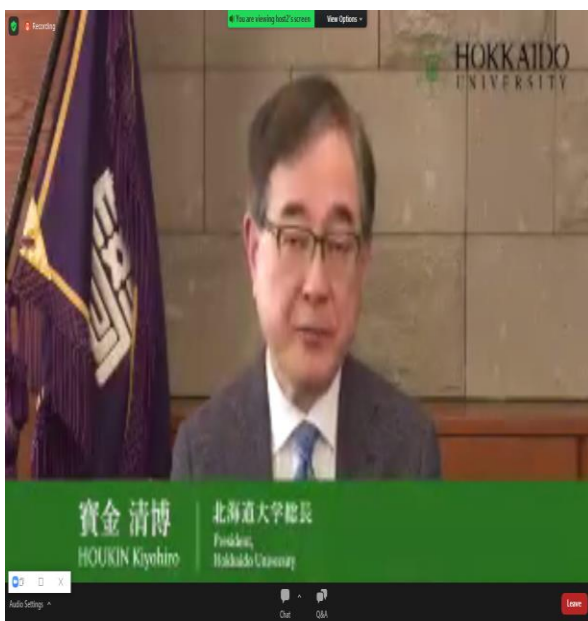 Recording
You are viewing host2's screen
View Options
HOKKAIDO
UNIVERSITY
寳金 清博
HOUKIN Kiyohiro
北海道大学総長
President,
Hokkaido University
Audio Settings
Chat
Q&A
Leave